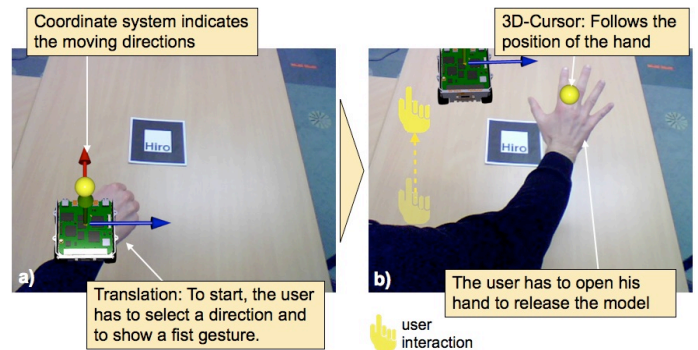 Coordinate system indicates
the moving directions
3D-Cursor: Follows the
position of the hand
Hiro
Hiro
a)
b)
Translation: To start, the user
has to select a direction and
to show a fist gesture.
The user has to open his
hand to release the model
user
interaction